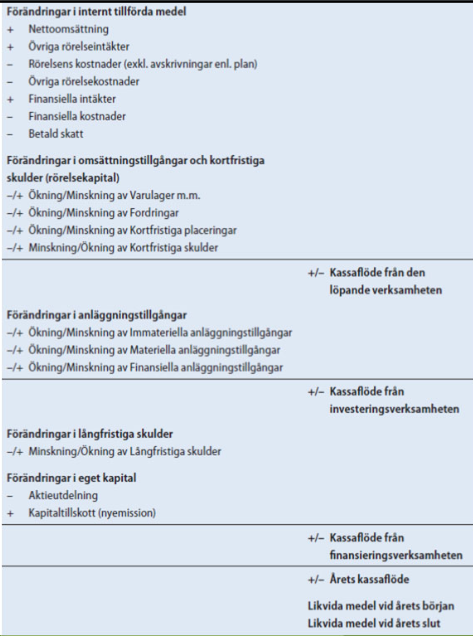 Förändringar i internt tillförda medel
+ Nettoomsättning
+ Övriga rörelseintäkter
– Rörelsens kostnader (exkl. avskrivningar enl. plan)
– Övriga rörelsekostnader
+ Finansiella intäkter
– Finansiella kostnader
– Betald skatt
Förändringar i omsättningstillgångar och kortfristiga
skulder (rörelsekapital)
–/+ Ökning/Minskning av Varulager m.m.
–/+ Ökning/Minskning av Fordringar
–/+ Ökning/Minskning av Kortfristiga placeringar
–/+ Minskning/Ökning av Kortfristiga skulder
+/– Kassaflöde från den
löpande verksamheten
Förändringar i anläggningstillgångar
–/+ Ökning/Minskning av Immateriella anläggningstillgångar
–/+ Ökning/Minskning av Materiella anläggningstillgångar
–/+ Ökning/Minskning av Finansiella anläggningstillgångar
+/– Kassaflöde från
investeringsverksamheten
Förändringar i långfristiga skulder
–/+ Minskning/Ökning av Långfristiga skulder
Förändringar i eget kapital
– Aktieutdelning
+ Kapitaltillskott (nyemission)
+/– Kassaflöde från
finansieringsverksamheten
+/– Årets kassaflöde
Likvida medel vid årets början
Likvida medel vid årets slut